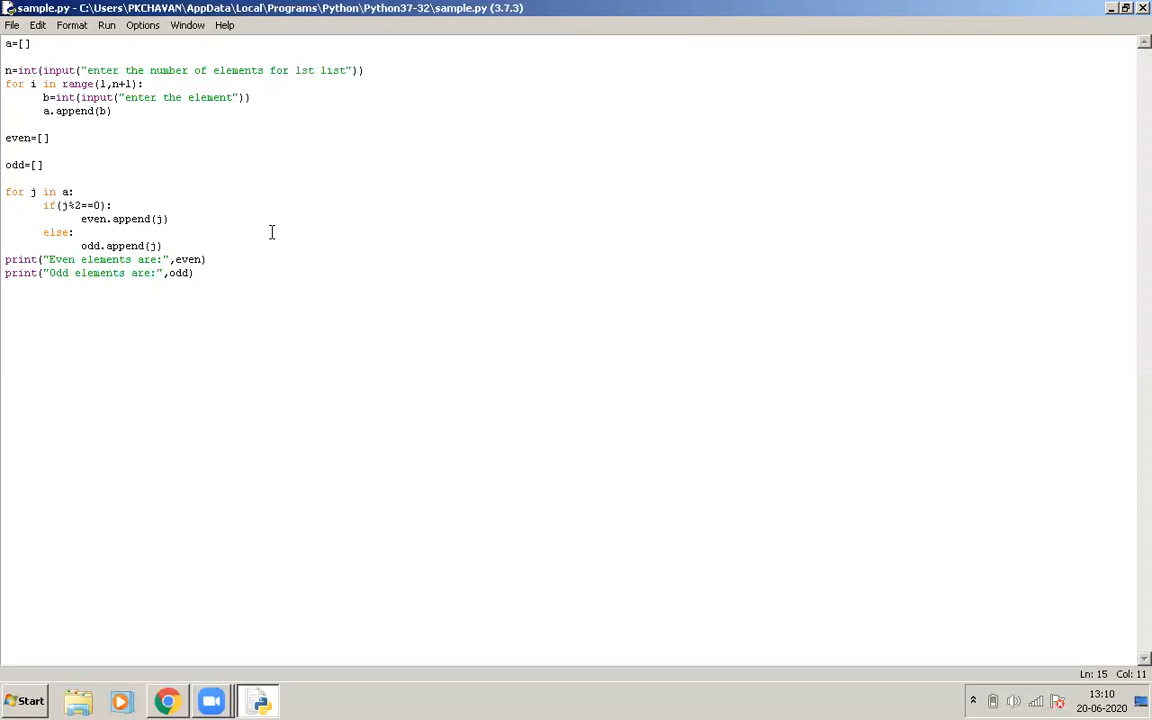 sample.py - C:\Users\PKCHAVAN\AppData\Local\Programs\Python\Python37-32\sample.py (3.7.3)
File Edit Format Run Options Window Help
a=[]
n=int(input("enter the number of elements for 1st list"))
for i in range(1,n+1):
b=int(input("enter the element"))
a.append(b)
even=[]
odd=[]
for j in a:
if(j%2==0):
even.append(j)
else:
odd.append(j)
print("Even elements are:",even)
print("Odd elements are:",odd)
Ln: 15 Col: 11
Start
13:10
20-06-2020